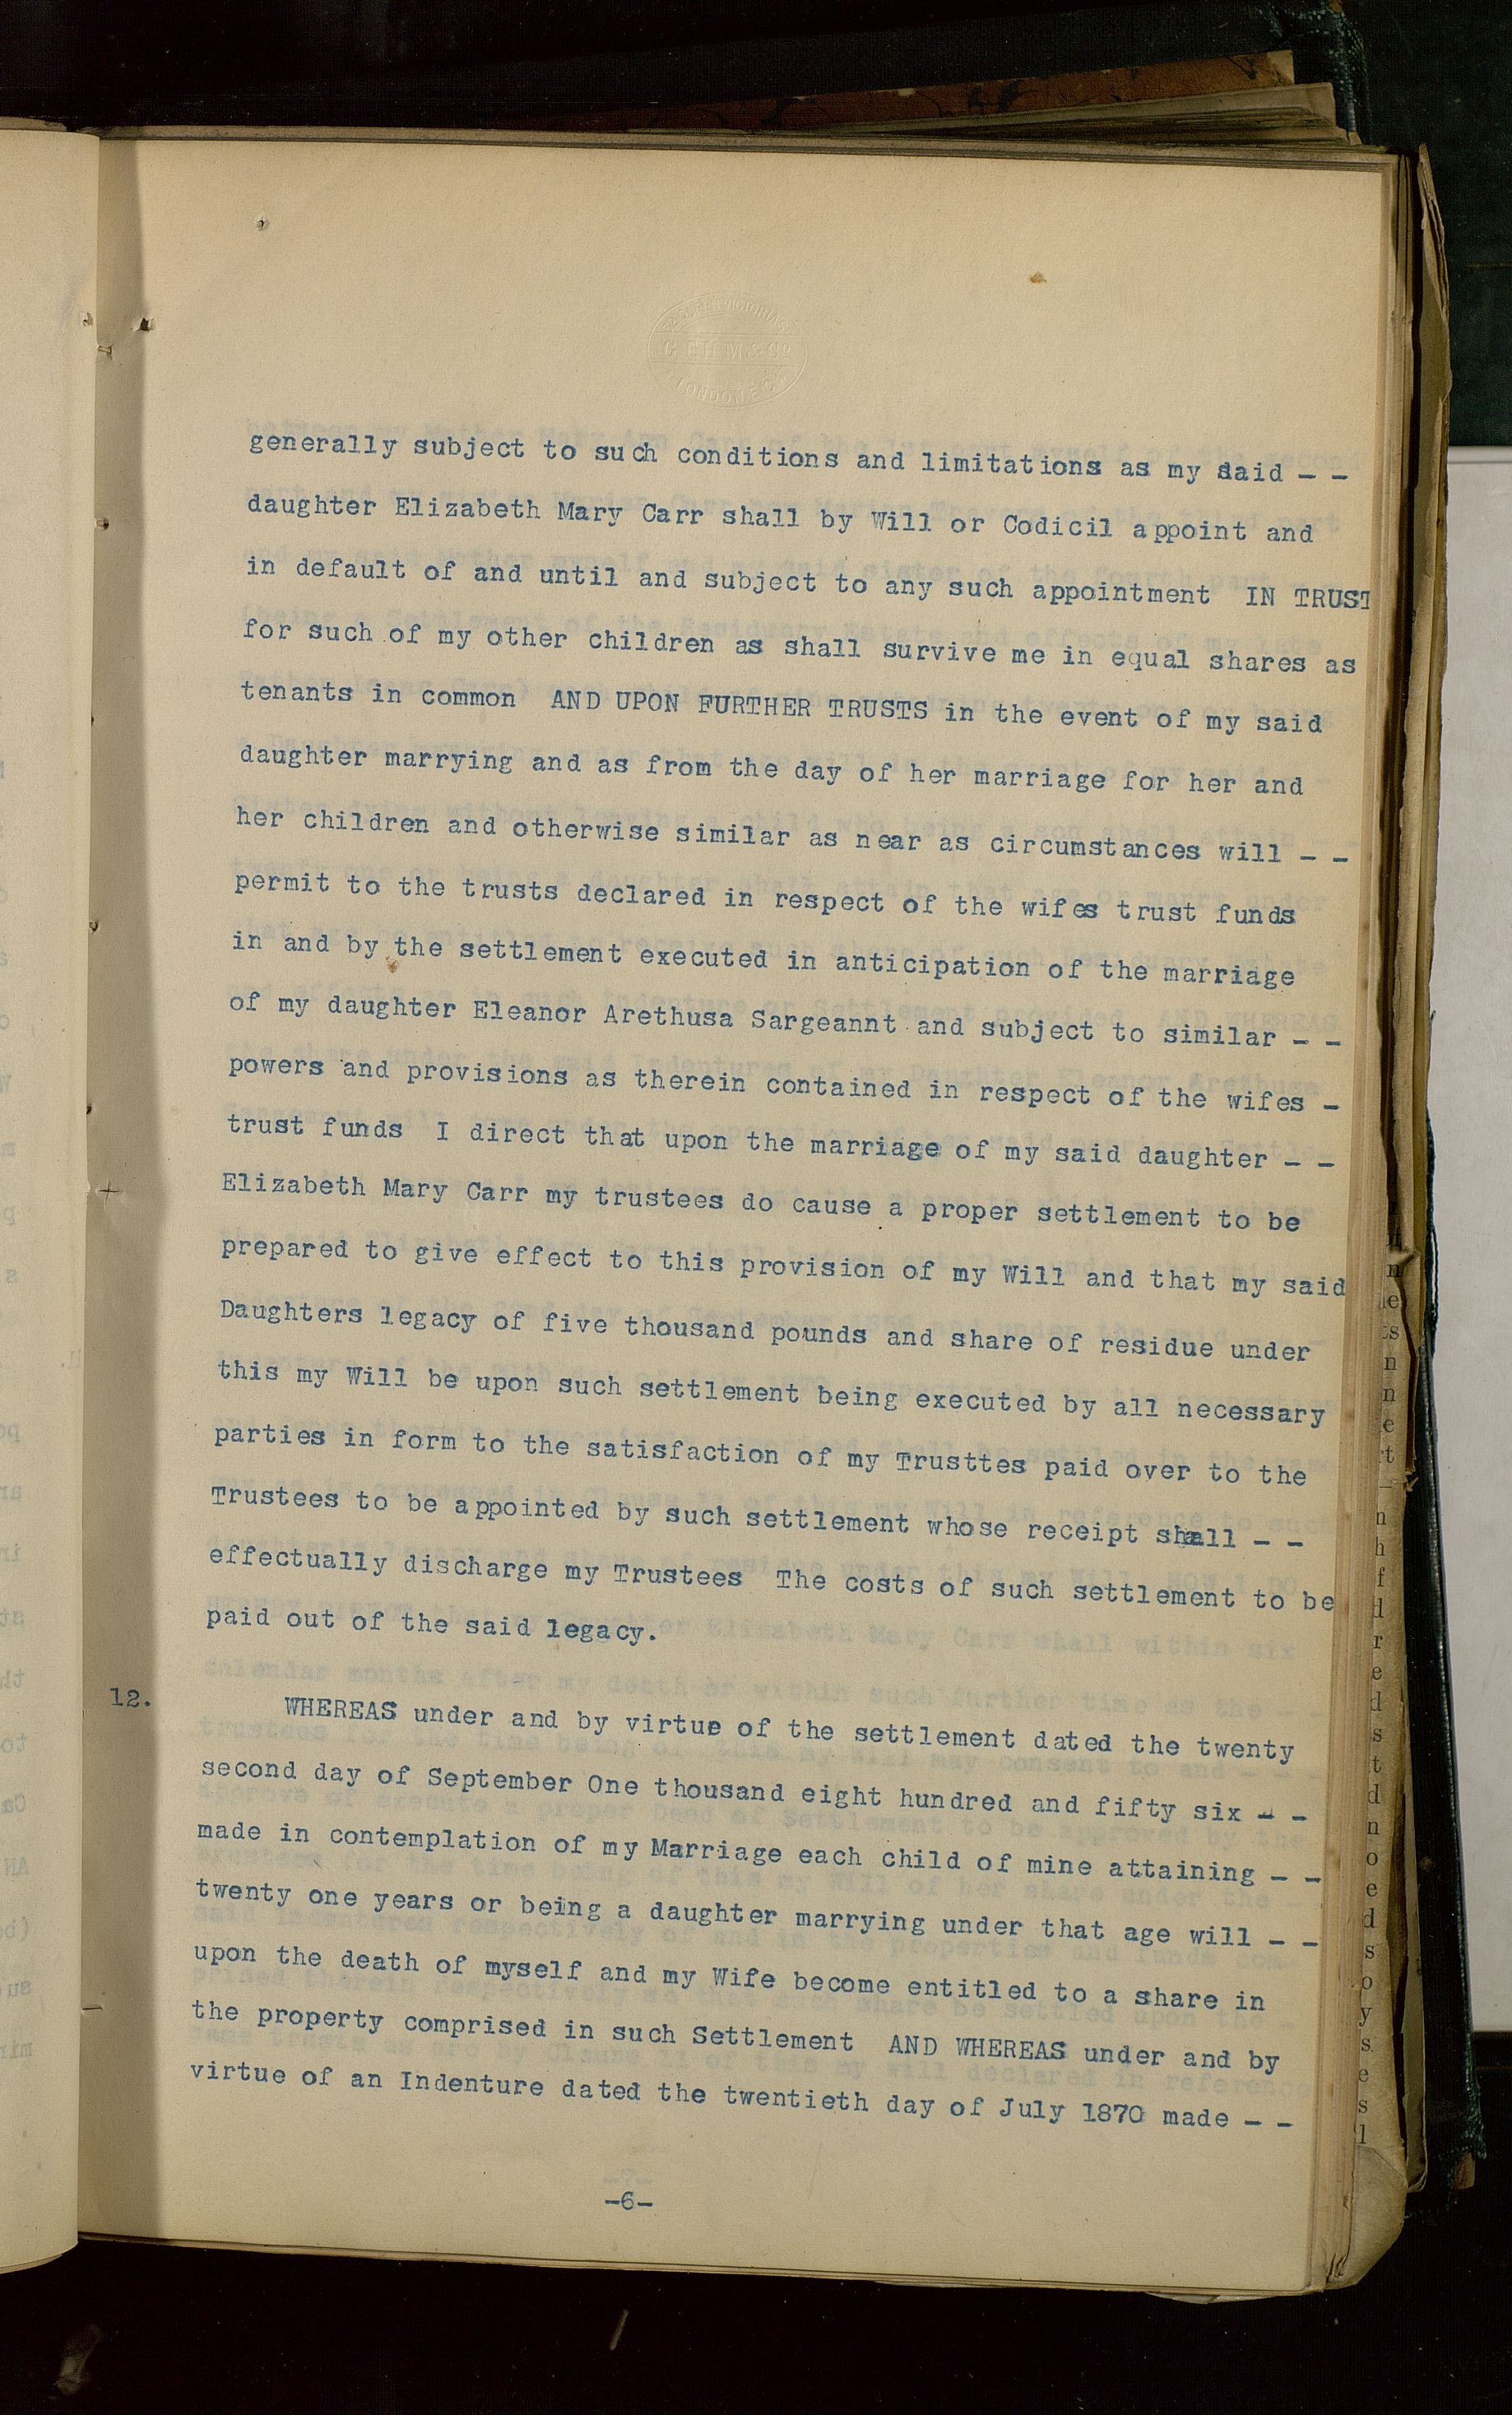 G F H M & Co
LONDON E.C.
generally subject to such conditions and limitations as my said - -
daughter Elizabeth Mary Carr shall by Will or Codicil appoint and
in default of and until and subject to any such appointment IN TRUST
for such of my other children as shall survive me in equal shares as
tenants in common AND UPON FURTHER TRUSTS in the event of my said
daughter marrying and as from the day of her marriage for her and
her children and otherwise similar as near as circumstances will - -
permit to the trusts declared in respect of the wifes trust funds
in and by the settlement executed in anticipation of the marriage
of my daughter Eleanor Arethusa Sargeannt and subject to similar - -
powers and provisions as therein contained in respect of the wifes -
trust funds I direct that upon the marriage of my said daughter - -
Elizabeth Mary Carr my trustees do cause a proper settlement to be
prepared to give effect to this provision of my Will and that my said
Daughters legacy of five thousand pounds and share of residue under
this my Will be upon such settlement being executed by all necessary
parties in form to the satisfaction of my Trusttes paid over to the
Trustees to be appointed by such settlement whose receipt shall - -
effectually discharge my Trustees The costs of such settlement to be
paid out of the said legacy.
12. WHEREAS under and by virtue of the settlement dated the twenty
second day of September One thousand eight hundred and fifty six - -
made in contemplation of my Marriage each child of mine attaining - -
twenty one years or being a daughter marrying under that age will - -
upon the death of myself and my Wife become entitled to a share in
the property comprised in such Settlement AND WHEREAS under and by
virtue of an Indenture dated the twentieth day of July 1870 made - -
-6-